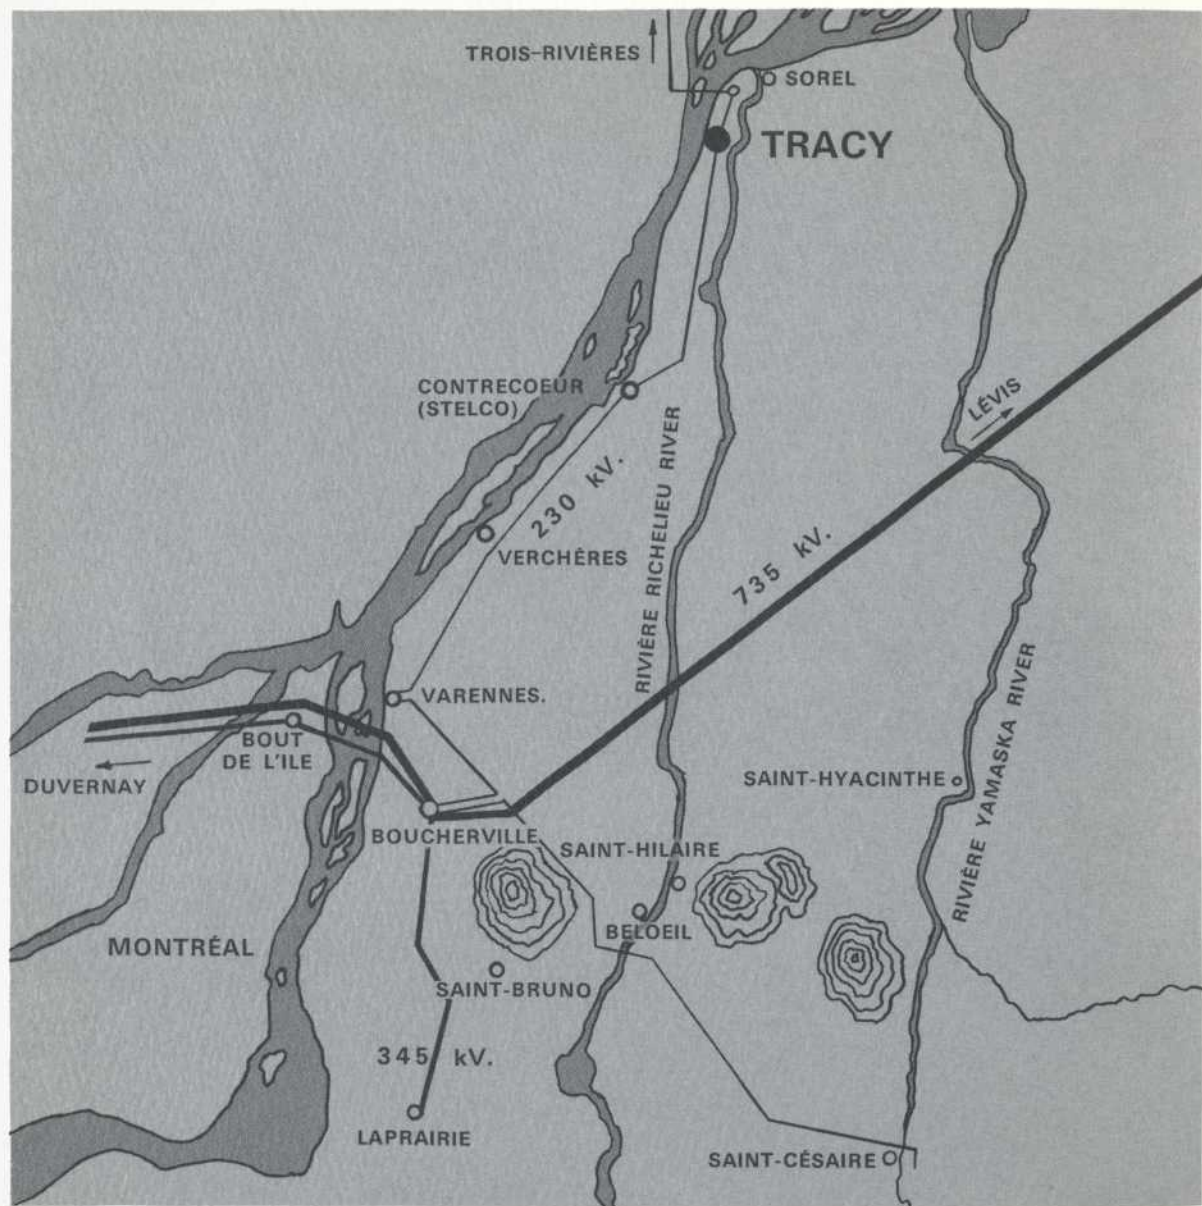 TROIS-RIVIÈRES
SOREL
TRACY
CONTRECOEUR
(STELCO)
LÉVIS
230 kV.
VERCHÈRES
RIVIÈRE RICHELIEU RIVER
735 kV.
VARENNES.
BOUT
DE L'ILE
DUVERNAY
SAINT-HYACINTHE
RIVIÈRE YAMASKA RIVER
BOUCHERVILLE
SAINT-HILAIRE
BELOEIL
MONTRÉAL
SAINT-BRUNO
345 kV.
LAPRAIRIE
SAINT-CÉSAIRE